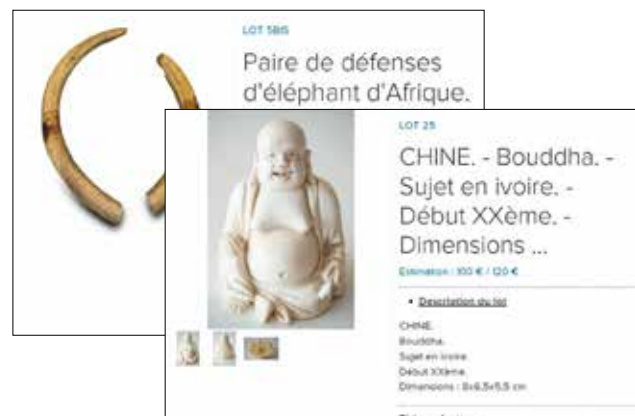 LOT 5BIS
Paire de défenses
d'éléphant d'Afrique.
LOT 25
CHINE. - Bouddha. -
Sujet en ivoire. -
Début XXème. -
Dimensions ...
Estimation : 100 € / 120 €
Description du lot
CHINE.
Bouddha.
Sujet en ivoire.
Début XXème.
Dimensions : 8x6,5x5,5 cm